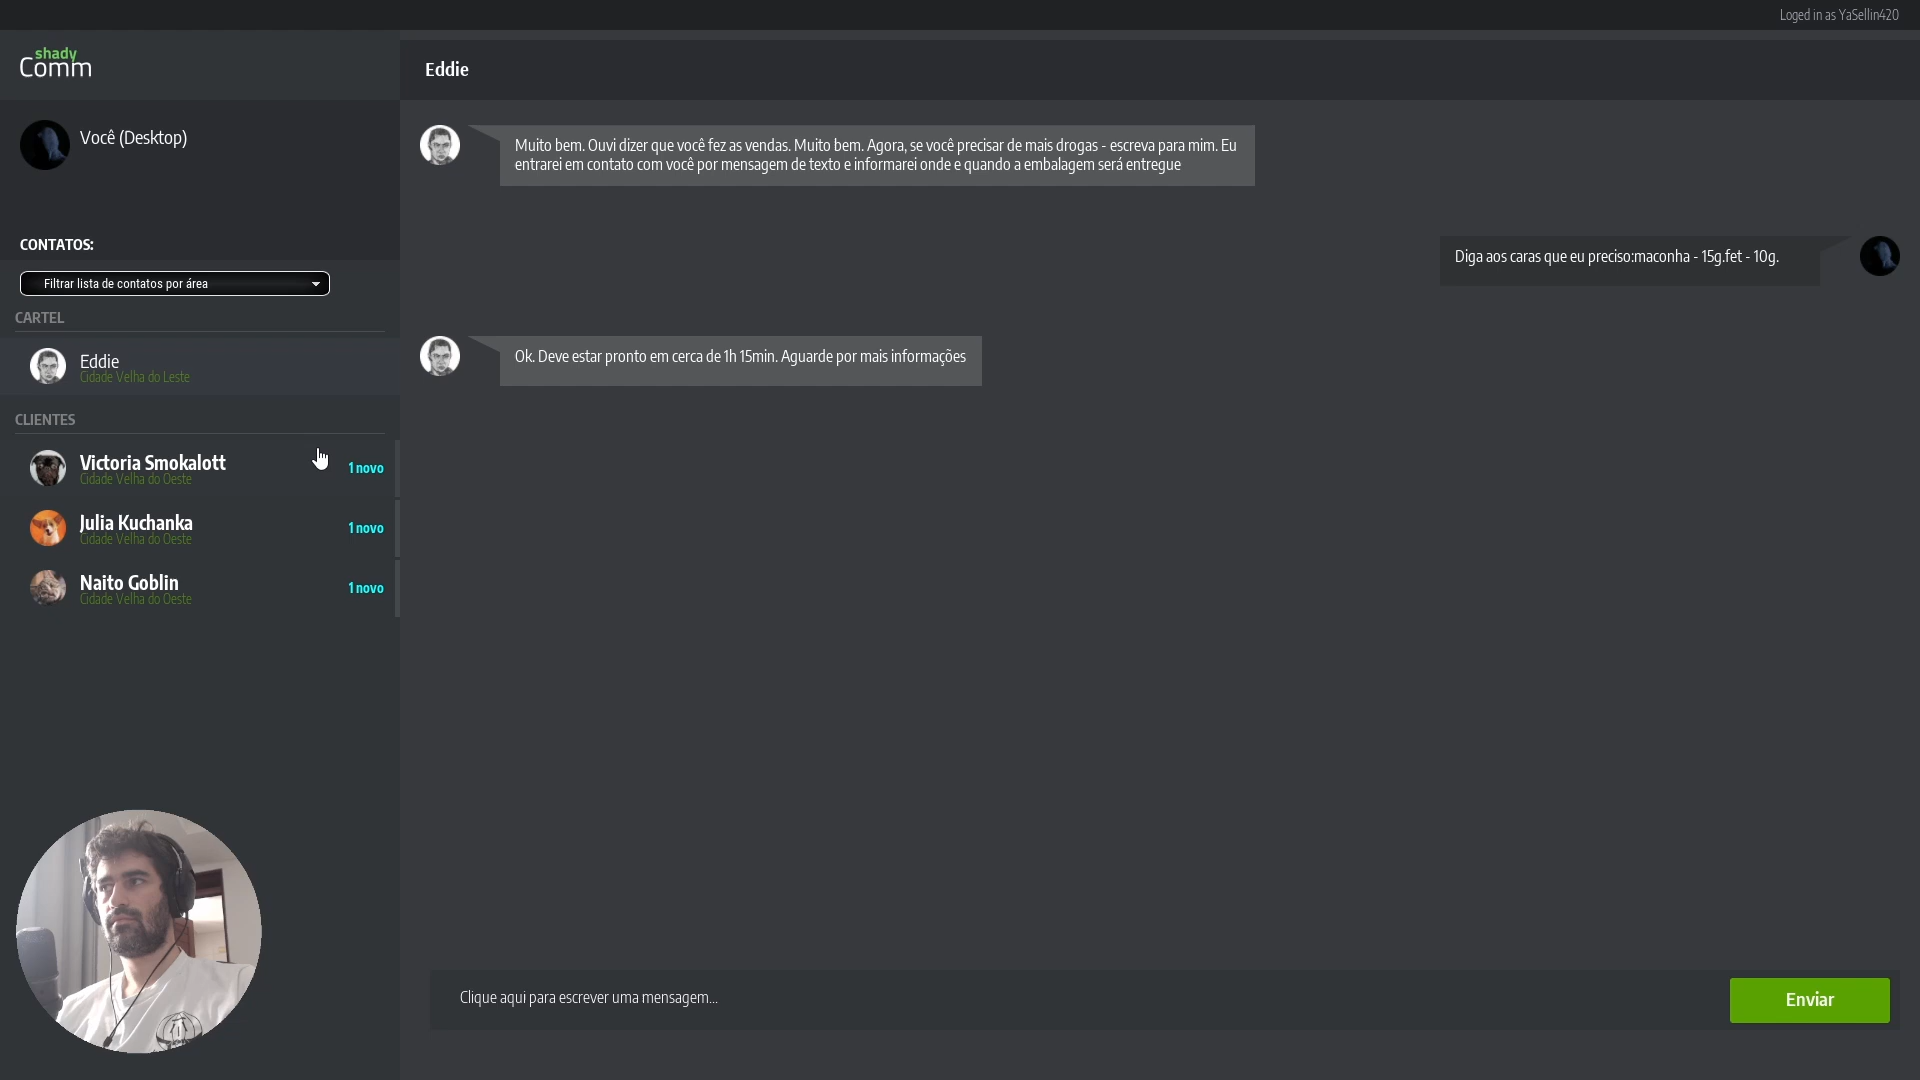 Loged in as YaSellin420
shady
Comm
Eddie
Você (Desktop)
CONTATOS:
Filtrar lista de contatos por área
CARTEL
Eddie
Cidade Velha do Leste
CLIENTES
Victoria Smokalott
Cidade Velha do Oeste
1 novo
Julia Kuchanka
Cidade Velha do Oeste
1 novo
Naito Goblin
Cidade Velha do Oeste
1 novo
Muito bem. Ouvi dizer que você fez as vendas. Muito bem. Agora, se você precisar de mais drogas - escreva para mim. Eu
entrarei em contato com você por mensagem de texto e informarei onde e quando a embalagem será entregue
Diga aos caras que eu preciso:maconha - 15g.fet - 10g.
Ok. Deve estar pronto em cerca de 1h 15min. Aguarde por mais informações
Clique aqui para escrever uma mensagem...
Enviar